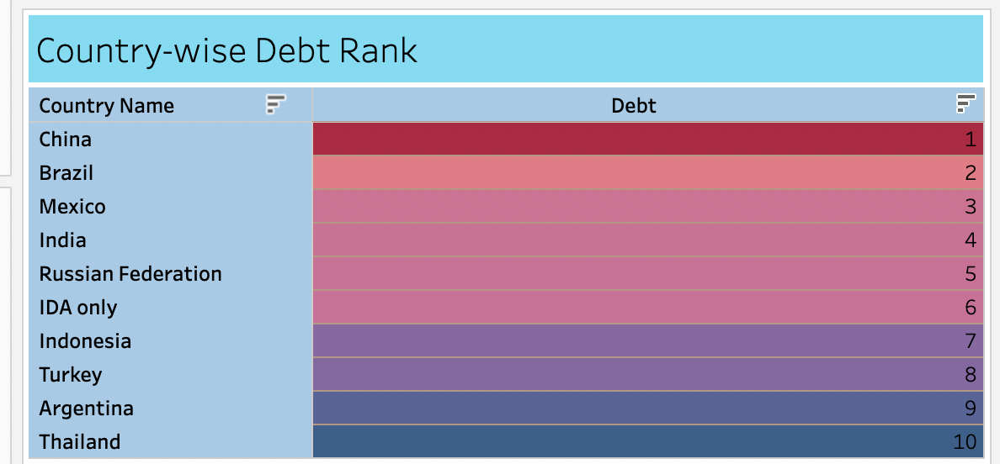 Country-wise Debt Rank
Country Name Debt
China 1
Brazil 2
Mexico 3
India 4
Russian Federation 5
IDA only 6
Indonesia 7
Turkey 8
Argentina 9
Thailand 10